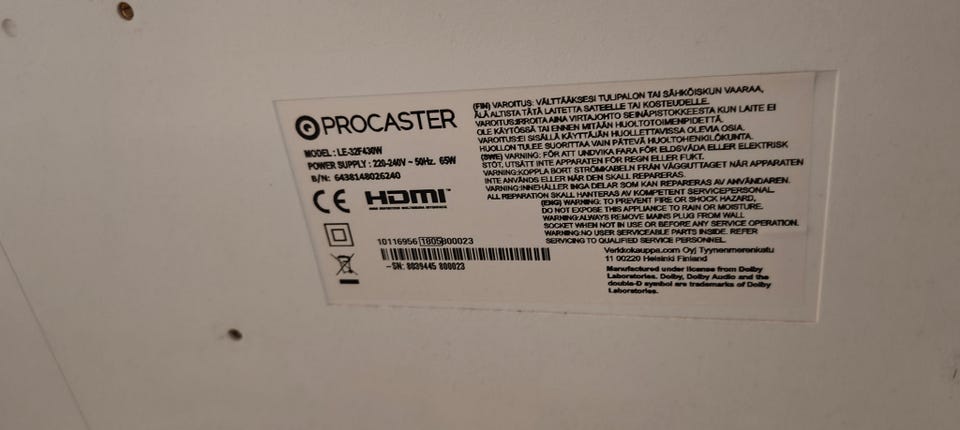 PROCASTER
MODEL : LE-32F430W
POWER SUPPLY : 220-240V ~ 50Hz. 65W
B/N: 6438148026240
CE HDMI™
HIGH DEFINITION MULTIMEDIA INTERFACE
10116956 1805 800023
-SN: 8039445 800023
(FIN) VAROITUS: VÄLTTÄÄKSESI TULIPALON TAI SÄHKÖISKUN VAARAA,
ÄLÄ ALTISTA TÄTÄ LAITETTA SATEELLE TAI KOSTEUDELLE.
VAROITUS:IRROITA AINA VIRTAJOHTO SEINÄPISTOKKEESTA KUN LAITE EI
OLE KÄYTÖSSÄ TAI ENNEN MITÄÄN HUOLTOTOIMENPIDETTÄ.
VAROITUS:EI SISÄLLÄ KÄYTTÄJÄN HUOLLETTAVISSA OLEVIA OSIA.
HUOLLON TULEE SUORITTAA VAIN PÄTEVÄ HUOLTOHENKILÖKUNTA.
(SWE) VARNING: FÖR ATT UNDVIKA FARA FÖR ELDSVÅDA ELLER ELEKTRISK
STÖT, UTSÄTT INTE APPARATEN FÖR REGN ELLER FUKT.
VARNING:KOPPLA BORT STRÖMKABELN FRÅN VÄGGUTTAGET NÄR APPARATEN
INTE ANVÄNDS ELLER NÄR DEN SKALL REPARERAS.
VARNING:INNEHÅLLER INGA DELAR SOM KAN REPARERAS AV ANVÄNDAREN.
ALL REPARATION SKALL HANTERAS AV KOMPETENT SERVICEPERSONAL.
(ENG) WARNING: TO PREVENT FIRE OR SHOCK HAZARD,
DO NOT EXPOSE THIS APPLIANCE TO RAIN OR MOISTURE.
WARNING:ALWAYS REMOVE MAINS PLUG FROM WALL
SOCKET WHEN NOT IN USE OR BEFORE ANY SERVICE OPERATION.
WARNING:NO USER SERVICEABLE PARTS INSIDE. REFER
SERVICING TO QUALIFIED SERVICE PERSONNEL.
Verkkokauppa.com Oyj Tyynenmerenkatu
11 00220 Helsinki Finland
Manufactured under license from Dolby
Laboratories. Dolby, Dolby Audio and the
double-D symbol are trademarks of Dolby
Laboratories.